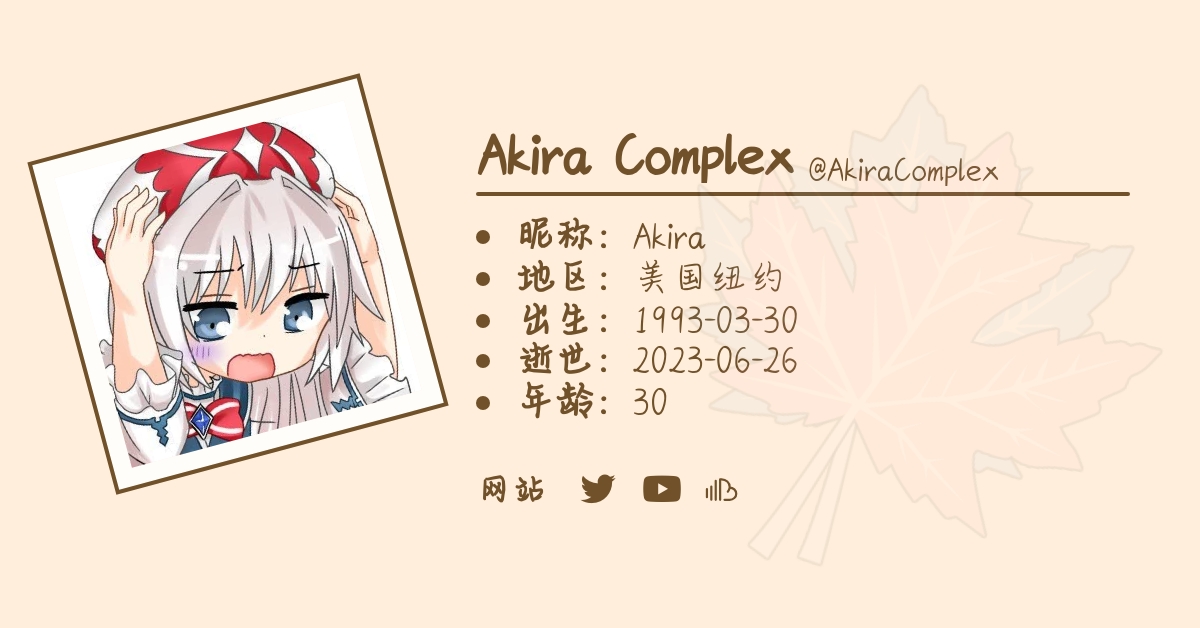 Akira Complex @AkiraComplex
昵称： Akira
地区： 美国纽约
出生： 1993-03-30
逝世： 2023-06-26
年龄： 30
网站